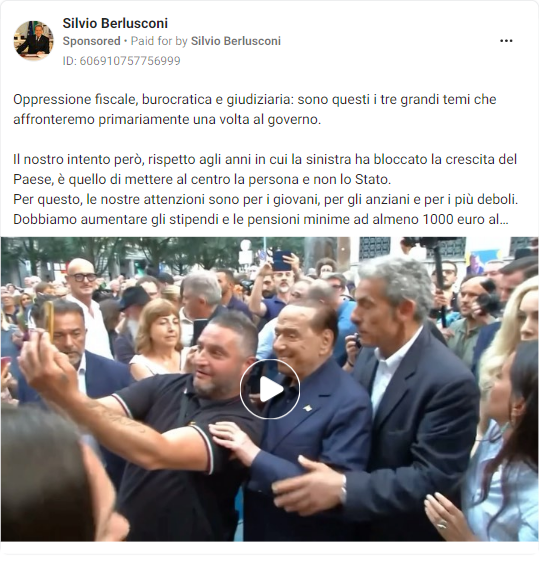 Silvio Berlusconi
Sponsored • Paid for by Silvio Berlusconi
ID: 606910757756999
Oppressione fiscale, burocratica e giudiziaria: sono questi i tre grandi temi che
affronteremo primariamente una volta al governo.
Il nostro intento però, rispetto agli anni in cui la sinistra ha bloccato la crescita del
Paese, è quello di mettere al centro la persona e non lo Stato.
Per questo, le nostre attenzioni sono per i giovani, per gli anziani e per i più deboli.
Dobbiamo aumentare gli stipendi e le pensioni minime ad almeno 1000 euro al...